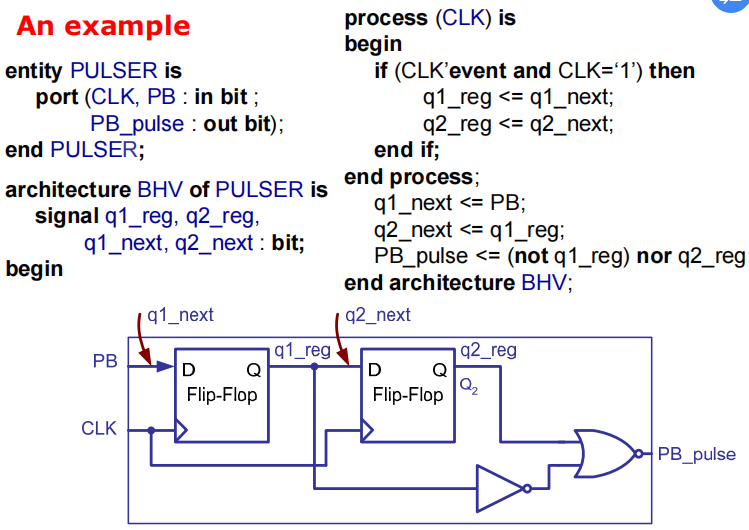 An example
entity PULSER is
port (CLK, PB : in bit ;
PB_pulse : out bit);
end PULSER;
architecture BHV of PULSER is
signal q1_reg, q2_reg,
q1_next, q2_next : bit;
begin
process (CLK) is
begin
if (CLK’event and CLK=‘1’) then
q1_reg <= q1_next;
q2_reg <= q2_next;
end if;
end process;
q1_next <= PB;
q2_next <= q1_reg;
PB_pulse <= (not q1_reg) nor q2_reg
end architecture BHV;
q1_next
q2_next
PB
D
Q
Flip-Flop
q1_reg
D
Q
Flip-Flop
q2_reg
Q2
CLK
PB_pulse